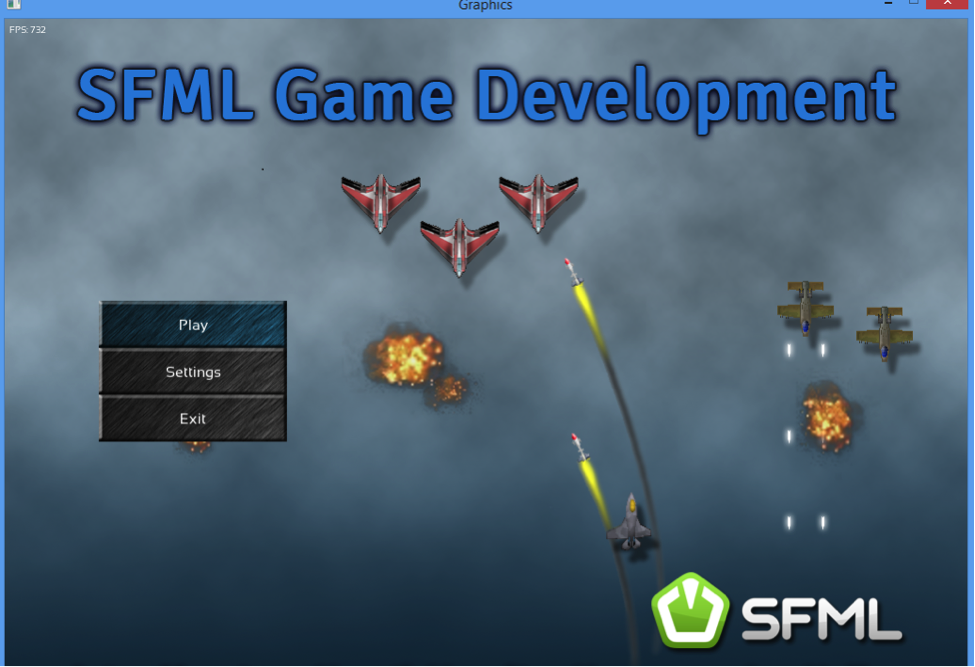 Graphics
FPS: 732
SFML Game Development
Play
Settings
Exit
SFML